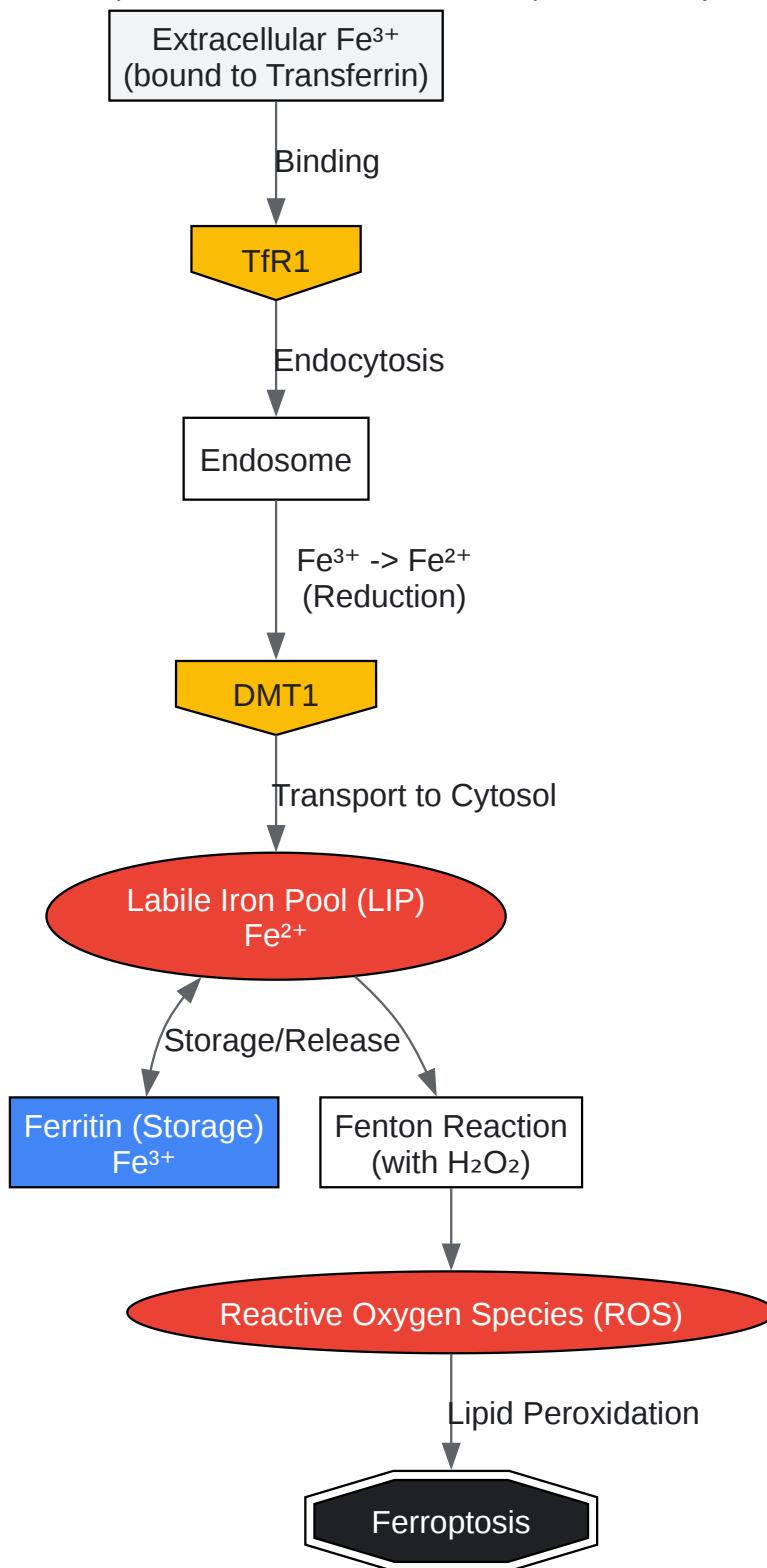 Extracellular Fe³⁺
(bound to Transferrin)
Binding
TfR1
Endocytosis
Endosome
Fe³⁺ -> Fe²⁺
(Reduction)
DMT1
Transport to Cytosol
Labile Iron Pool (LIP)
Fe²⁺
Storage/Release
Ferritin (Storage)
Fe³⁺
Fenton Reaction
(with H₂O₂)
Reactive Oxygen Species (ROS)
Lipid Peroxidation
Ferroptosis